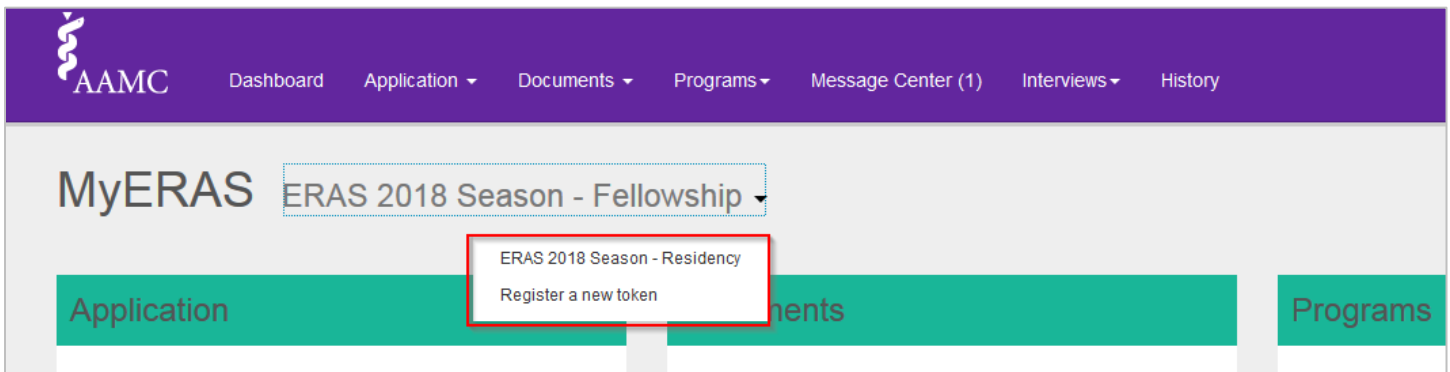 AAMC Dashboard Application Documents Programs Message Center (1) Interviews History
MyERAS ERAS 2018 Season - Fellowship
ERAS 2018 Season - Residency
Register a new token
Application
Programs